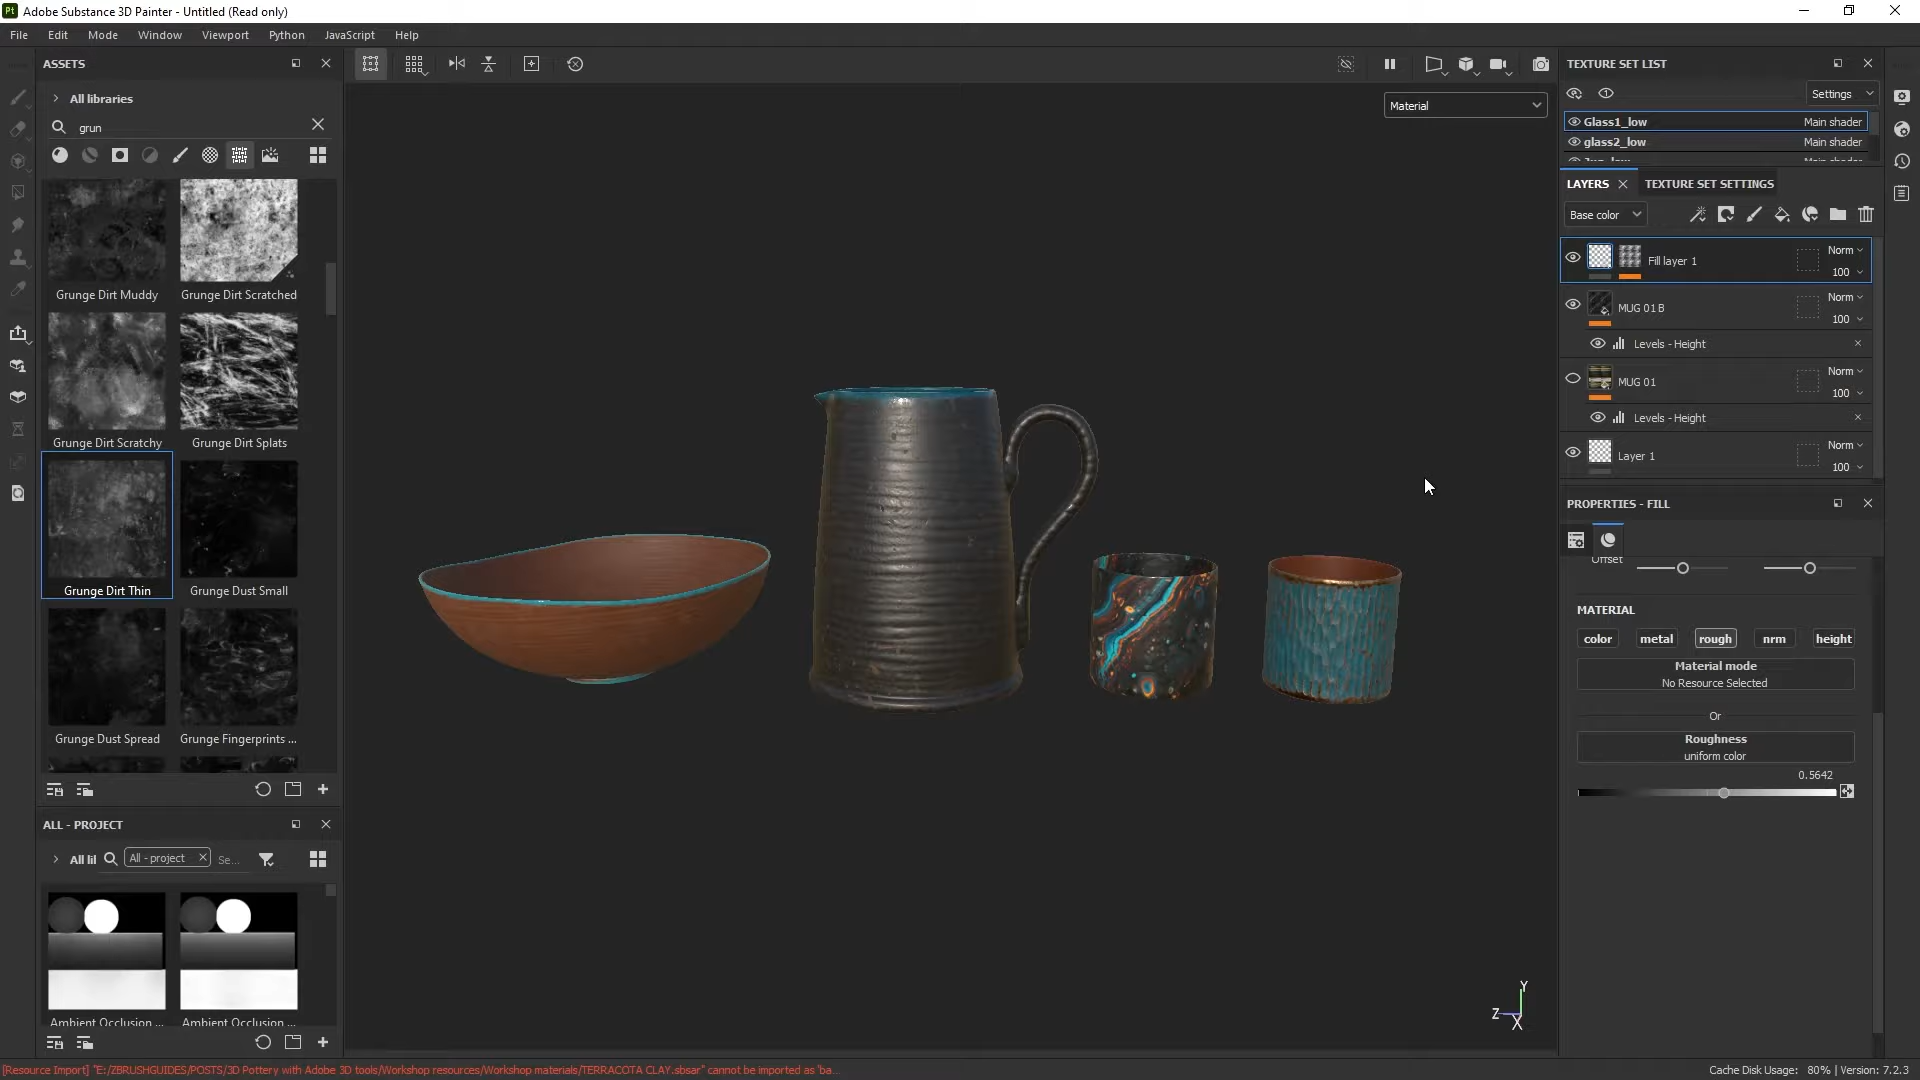 Pt Adobe Substance 3D Painter - Untitled (Read only)
File Edit Mode Window Viewport Python JavaScript Help
ASSETS
All libraries
grun
Grunge Dirt Muddy
Grunge Dirt Scratched
Grunge Dirt Scratchy
Grunge Dirt Splats
Grunge Dirt Thin
Grunge Dust Small
Grunge Dust Spread
Grunge Fingerprints ...
ALL - PROJECT
All lil
All - project
Se...
Ambient Occlusion ...
Ambient Occlusion ...
Material
Y
Z
X
TEXTURE SET LIST
Settings
Glass1_low Main shader
glass2_low Main shader
LAYERS
TEXTURE SET SETTINGS
Base color
Fill layer 1
Norm
100
MUG 01 B
Norm
100
Levels - Height
MUG 01
Norm
100
Levels - Height
Layer 1
Norm
100
PROPERTIES - FILL
Offset
MATERIAL
color metal rough nrm height
Material mode
No Resource Selected
Or
Roughness
uniform color
0.5642
[Resource Import] "E:/ZBRUSHGUIDES/POSTS/3D Pottery with Adobe 3D tools/Workshop resources/Workshop materials/TERRACOTA CLAY.sbsar" cannot be imported as 'ba...
Cache Disk Usage: 80% | Version: 7.2.3